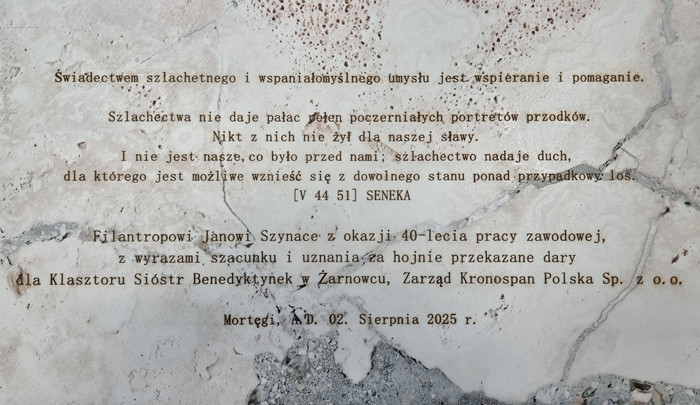 Świadectwem szlachetnego i wspaniałomyślnego umysłu jest wspieranie i pomaganie.
Szlachectwa nie daje pałac pełen poczerniałych portretów przodków.
Nikt z nich nie żył dla naszej sławy.
I nie jest nasze, co było przed nami; szlachectwo nadaje duch,
dla którego jest możliwe wznieść się z dowolnego stanu ponad przypadkowy los.
[V 44 51] SENEKA
Filantropowi Janowi Szynace z okazji 40-lecia pracy zawodowej,
z wyrazami szacunku i uznania za hojnie przekazane dary
dla Klasztoru Sióstr Benedyktynek w Żarnowcu, Zarząd Kronospan Polska Sp. z o.o.
Mortęgi, A.D. 02. Sierpnia 2025 r.